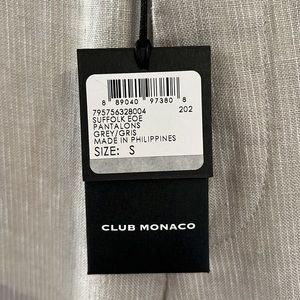 8 89040 97380 8
795756328004 202
SUFFOLK EOE
PANTALONS
GREY/GRIS
MADE IN PHILIPPINES
SIZE: S
CLUB MONACO